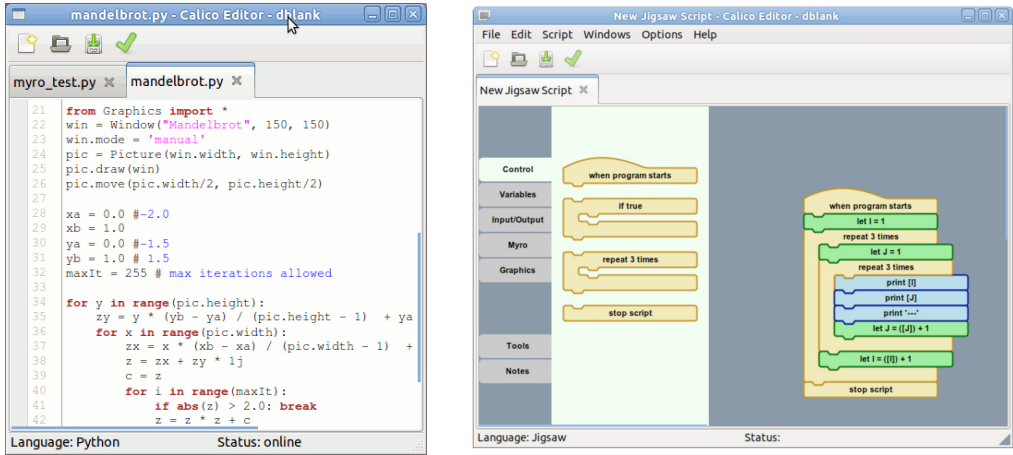 mandelbrot.py - Calico Editor - dblank
myro_test.py
mandelbrot.py
21 from Graphics import *
22 win = Window("Mandelbrot", 150, 150)
23 win.mode = 'manual'
24 pic = Picture(win.width, win.height)
25 pic.draw(win)
26 pic.move(pic.width/2, pic.height/2)
27
28 xa = 0.0 #-2.0
29 xb = 1.0
30 ya = 0.0 #-1.5
31 yb = 1.0 # 1.5
32 maxIt = 255 # max iterations allowed
33
34 for y in range(pic.height):
35 zy = y * (yb - ya) / (pic.height - 1) + ya
36 for x in range(pic.width):
37 zx = x * (xb - xa) / (pic.width - 1) +
38 z = zx + zy * 1j
39 c = z
40 for i in range(maxIt):
41 if abs(z) > 2.0: break
42 z = z * z + c
Language: Python
Status: online
New Jigsaw Script - Calico Editor - dblank
File Edit Script Windows Options Help
New Jigsaw Script
Control
Variables
Input/Output
Myro
Graphics
Tools
Notes
when program starts
if true
repeat 3 times
stop script
when program starts
let I = 1
repeat 3 times
let J = 1
repeat 3 times
print [I]
print [J]
print '---'
let J = ([J]) + 1
let I = ([I]) + 1
stop script
Language: Jigsaw
Status: